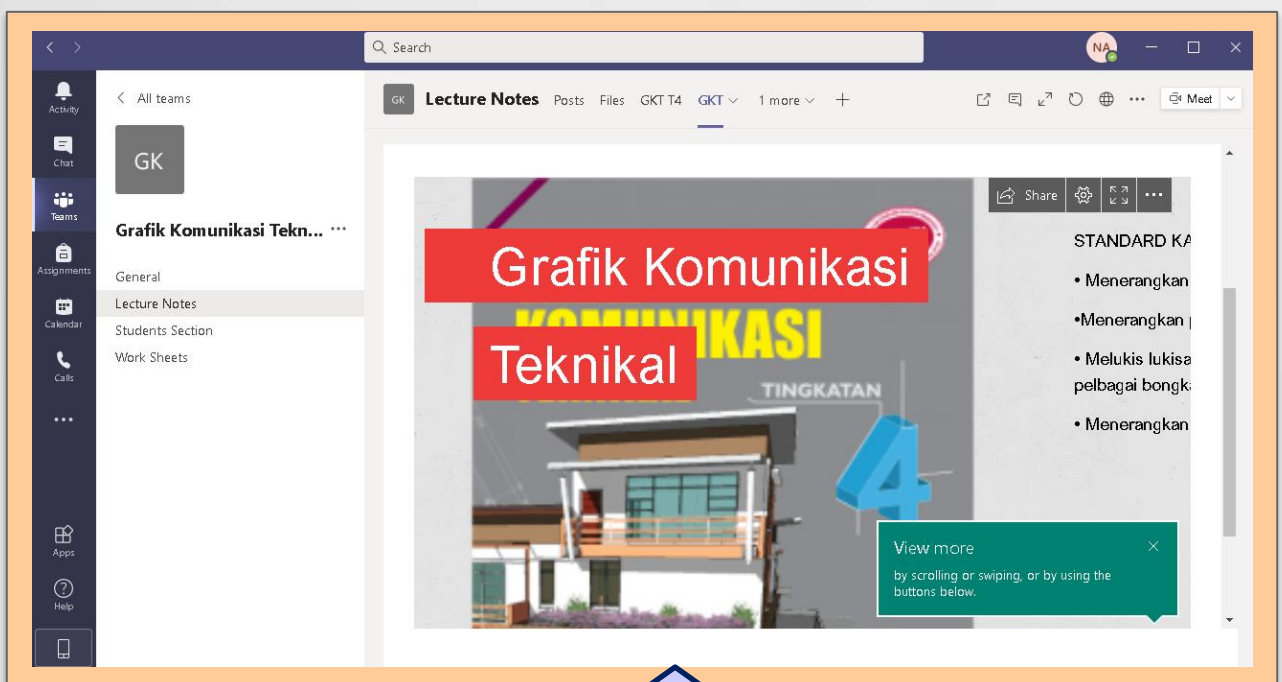 Search
NA
Activity
Chat
Teams
Assignments
Calendar
Calls
Apps
Help
All teams
GK
Grafik Komunikasi Tekn... ...
General
Lecture Notes
Students Section
Work Sheets
GK Lecture Notes Posts Files GKT T4 GKT 1 more + ... Meet
Share ...
Grafik Komunikasi
Teknikal
KOMUNIKASI
TINGKATAN
4
STANDARD KA
• Menerangkan
•Menerangkan p
• Melukis lukisa
pelbagai bongka
• Menerangkan
View more
by scrolling or swiping, or by using the
buttons below.